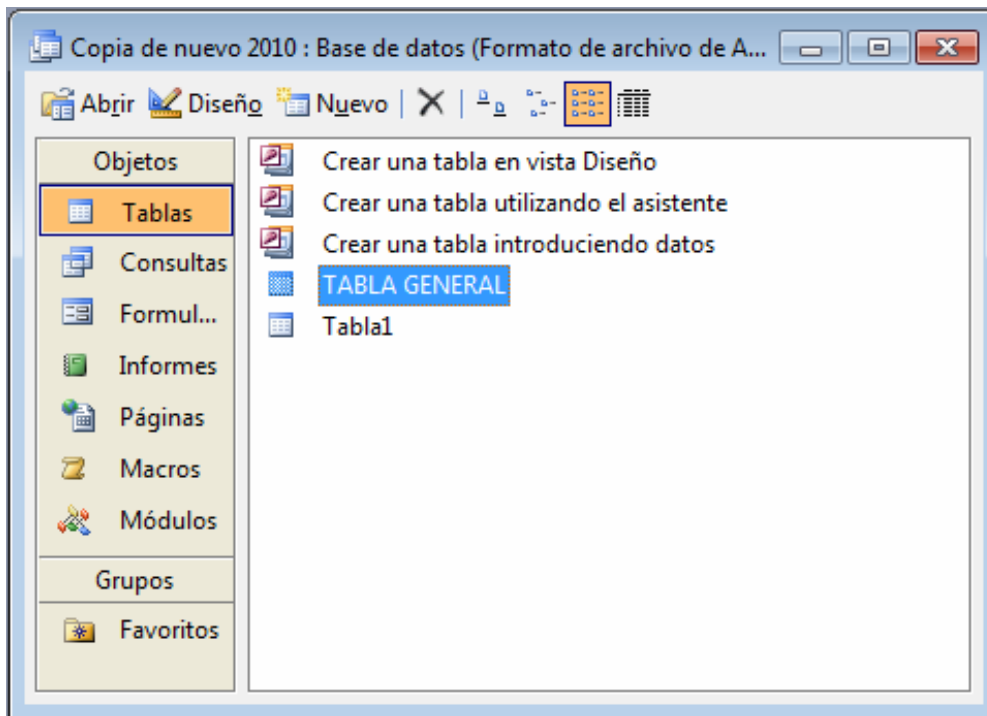 Copia de nuevo 2010 : Base de datos (Formato de archivo de A...
Abrir Diseño Nuevo
Objetos
Tablas
Consultas
Formul...
Informes
Páginas
Macros
Módulos
Grupos
Favoritos
Crear una tabla en vista Diseño
Crear una tabla utilizando el asistente
Crear una tabla introduciendo datos
TABLA GENERAL
Tabla1